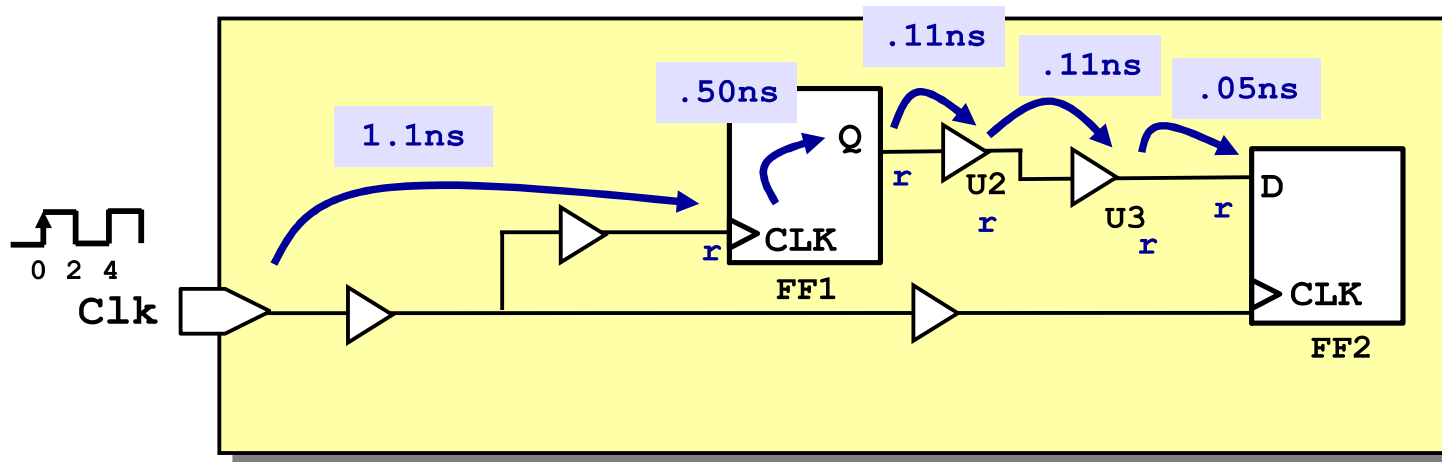 .11ns
.11ns
.05ns
.50ns
1.1ns
Q
r
U2
r
U3
r
r
D
r
CLK
FF1
0 2 4
Clk
CLK
FF2